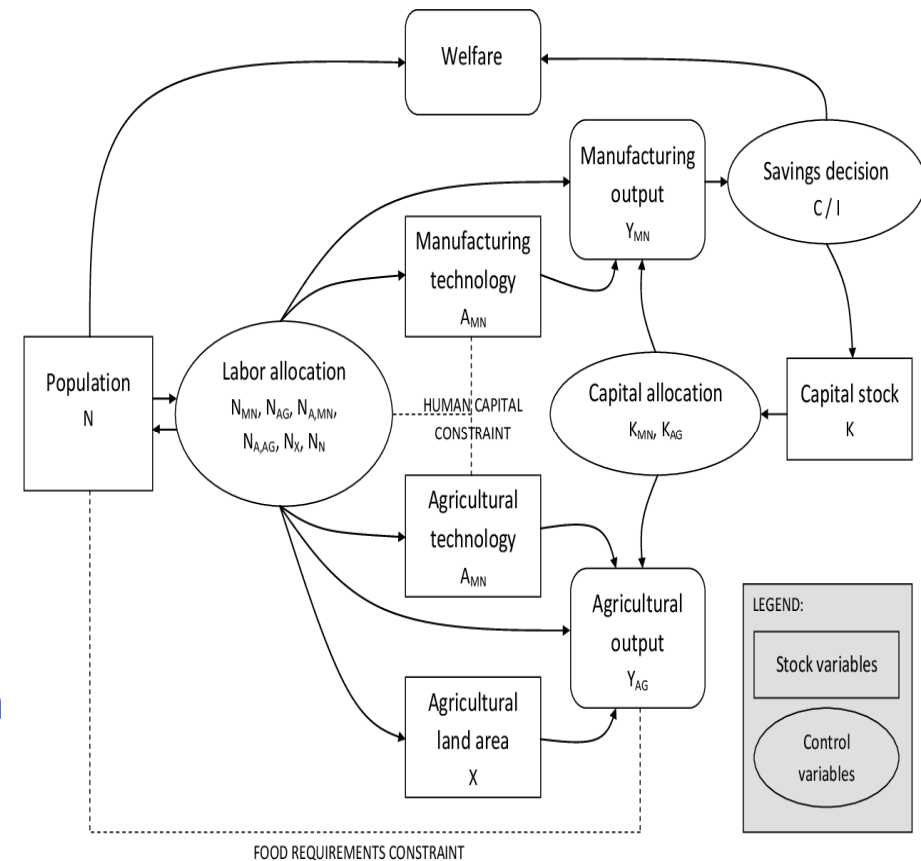 Welfare
Manufacturing
output
Y_MN
Savings decision
C / I
Manufacturing
technology
A_MN
Population
N
Labor allocation
N_MN, N_AG, N_A,MN,
N_A,AG, N_X, N_N
HUMAN CAPITAL
CONSTRAINT
Capital allocation
K_MN, K_AG
Capital stock
K
Agricultural
technology
A_MN
Agricultural
output
Y_AG
Agricultural
land area
X
LEGEND:
Stock variables
Control
variables
FOOD REQUIREMENTS CONSTRAINT